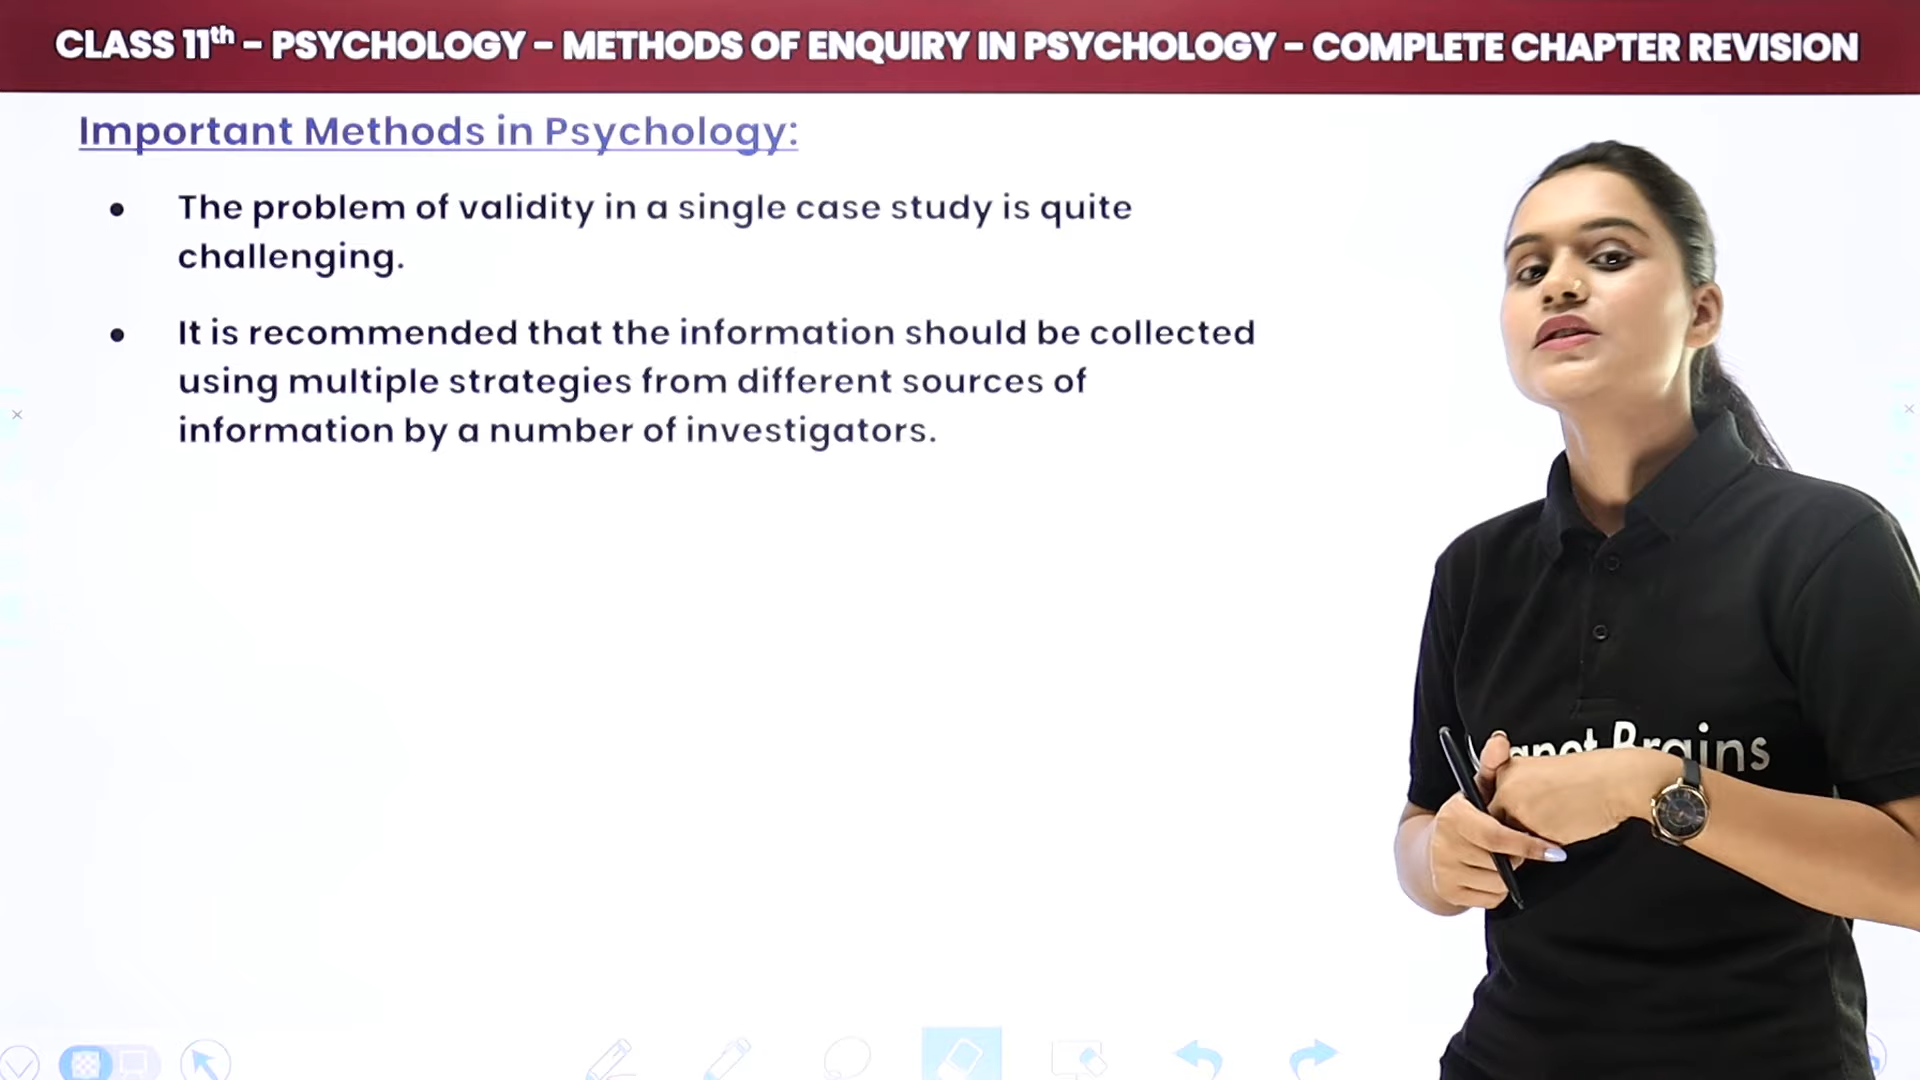 CLASS 11th - PSYCHOLOGY - METHODS OF ENQUIRY IN PSYCHOLOGY - COMPLETE CHAPTER REVISION
Important Methods in Psychology:
• The problem of validity in a single case study is quite
challenging.
• It is recommended that the information should be collected
using multiple strategies from different sources of
information by a number of investigators.
Brains